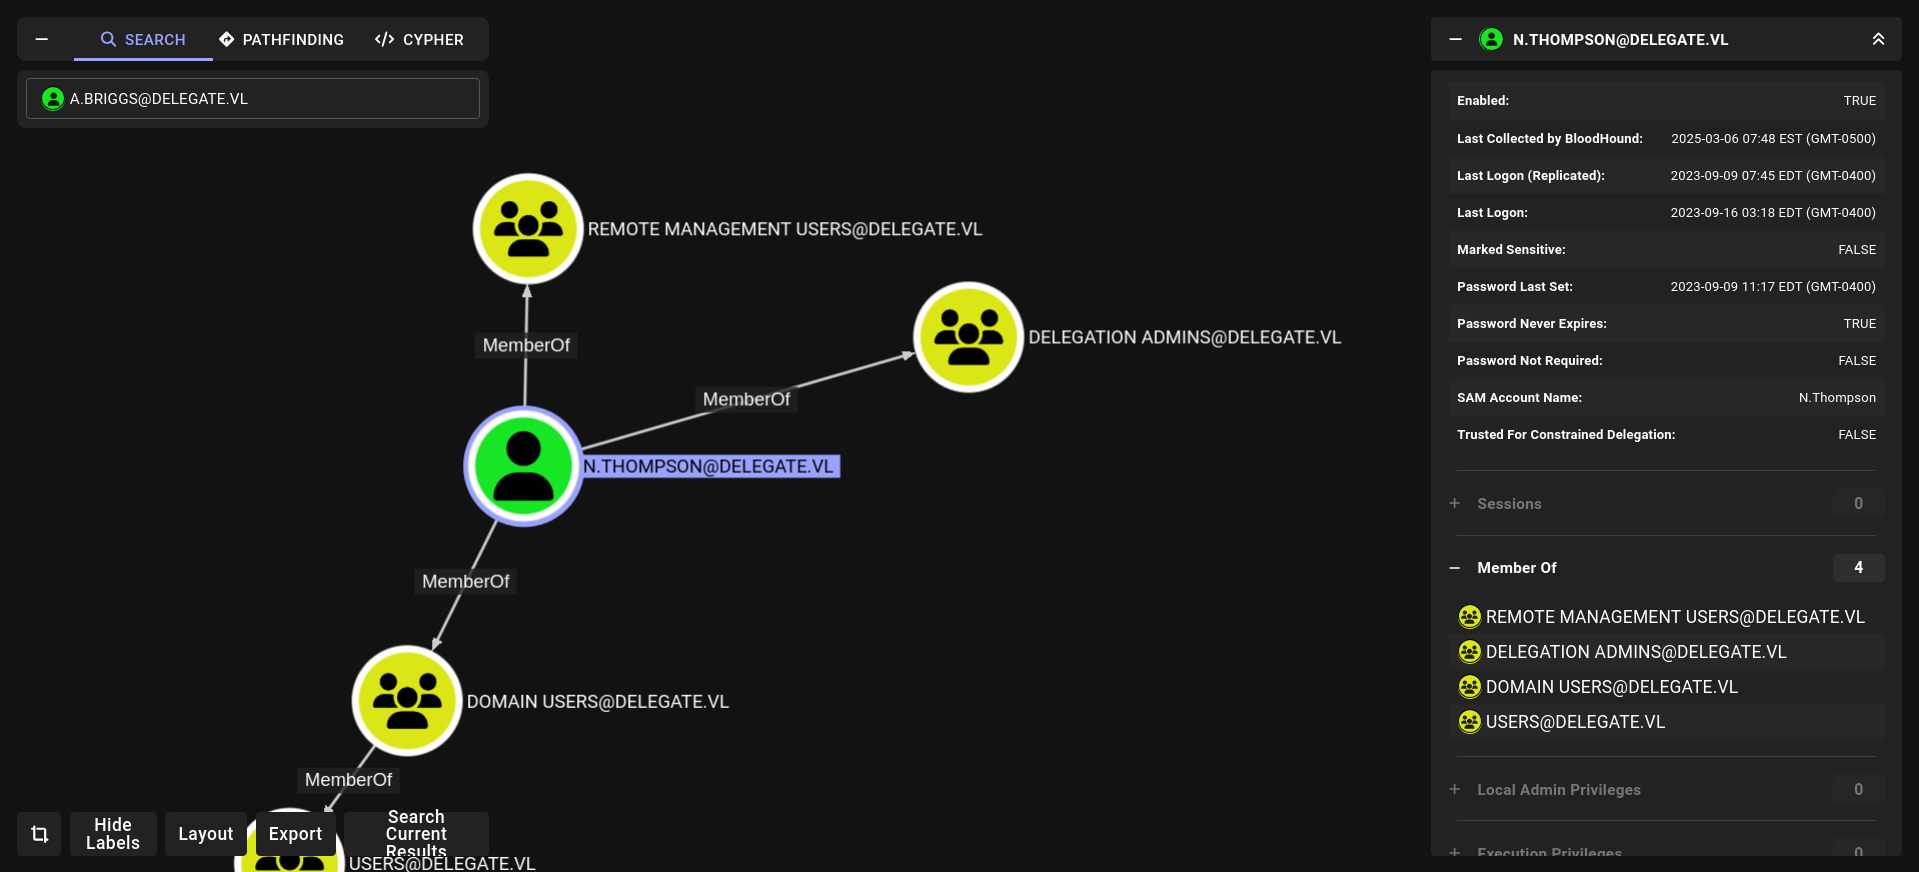 SEARCH
PATHFINDING
CYPHER
A.BRIGGS@DELEGATE.VL
REMOTE MANAGEMENT USERS@DELEGATE.VL
DELEGATION ADMINS@DELEGATE.VL
MemberOf
MemberOf
N.THOMPSON@DELEGATE.VL
MemberOf
DOMAIN USERS@DELEGATE.VL
MemberOf
USERS@DELEGATE.VL
Hide
Labels
Layout
Export
Search
Current
Results
N.THOMPSON@DELEGATE.VL
Enabled: TRUE
Last Collected by BloodHound: 2025-03-06 07:48 EST (GMT-0500)
Last Logon (Replicated): 2023-09-09 07:45 EDT (GMT-0400)
Last Logon: 2023-09-16 03:18 EDT (GMT-0400)
Marked Sensitive: FALSE
Password Last Set: 2023-09-09 11:17 EDT (GMT-0400)
Password Never Expires: TRUE
Password Not Required: FALSE
SAM Account Name: N.Thompson
Trusted For Constrained Delegation: FALSE
Sessions 0
Member Of 4
REMOTE MANAGEMENT USERS@DELEGATE.VL
DELEGATION ADMINS@DELEGATE.VL
DOMAIN USERS@DELEGATE.VL
USERS@DELEGATE.VL
Local Admin Privileges 0
Execution Privileges 0